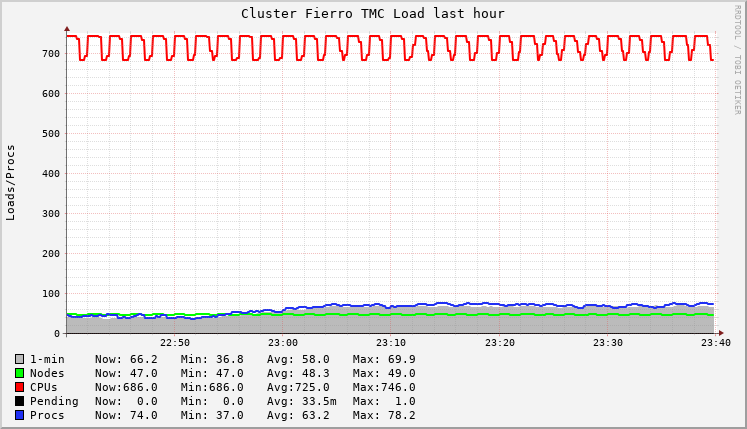 Cluster Fierro TMC Load last hour
RRDTOOL / TOBI OETIKER
Loads/Procs
700
600
500
400
300
200
100
0
22:50 23:00 23:10 23:20 23:30 23:40
1-min Now: 66.2 Min: 36.8 Avg: 58.0 Max: 69.9
Nodes Now: 47.0 Min: 47.0 Avg: 48.3 Max: 49.0
CPUs Now:686.0 Min:686.0 Avg:725.0 Max:746.0
Pending Now: 0.0 Min: 0.0 Avg: 33.5m Max: 1.0
Procs Now: 74.0 Min: 37.0 Avg: 63.2 Max: 78.2